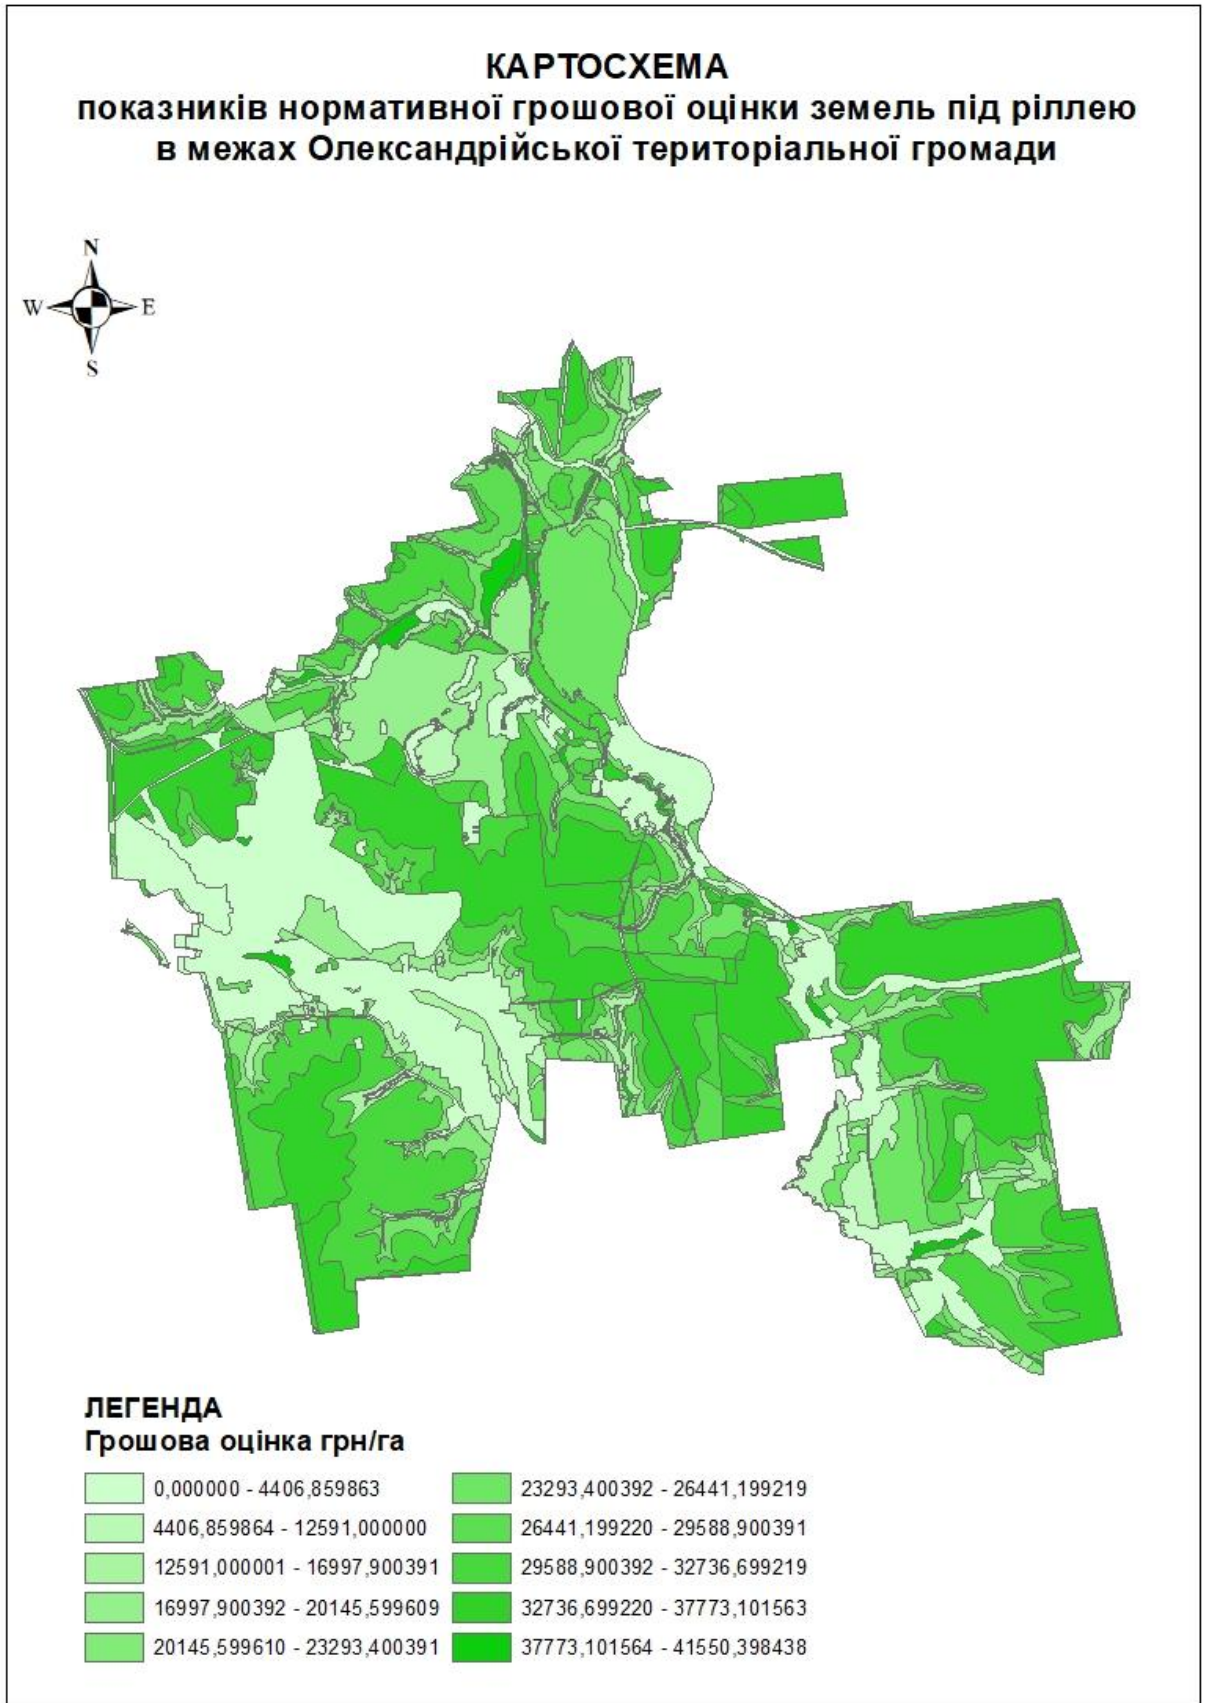 КАРТОСХЕМА
показників нормативної грошової оцінки земель під ріллею
в межах Олександрійської територіальної громади
N
W E
S
ЛЕГЕНДА
Грошова оцінка грн/га
0,000000 - 4406,859863
4406,859864 - 12591,000000
12591,000001 - 16997,900391
16997,900392 - 20145,599609
20145,599610 - 23293,400391
23293,400392 - 26441,199219
26441,199220 - 29588,900391
29588,900392 - 32736,699219
32736,699220 - 37773,101563
37773,101564 - 41550,398438